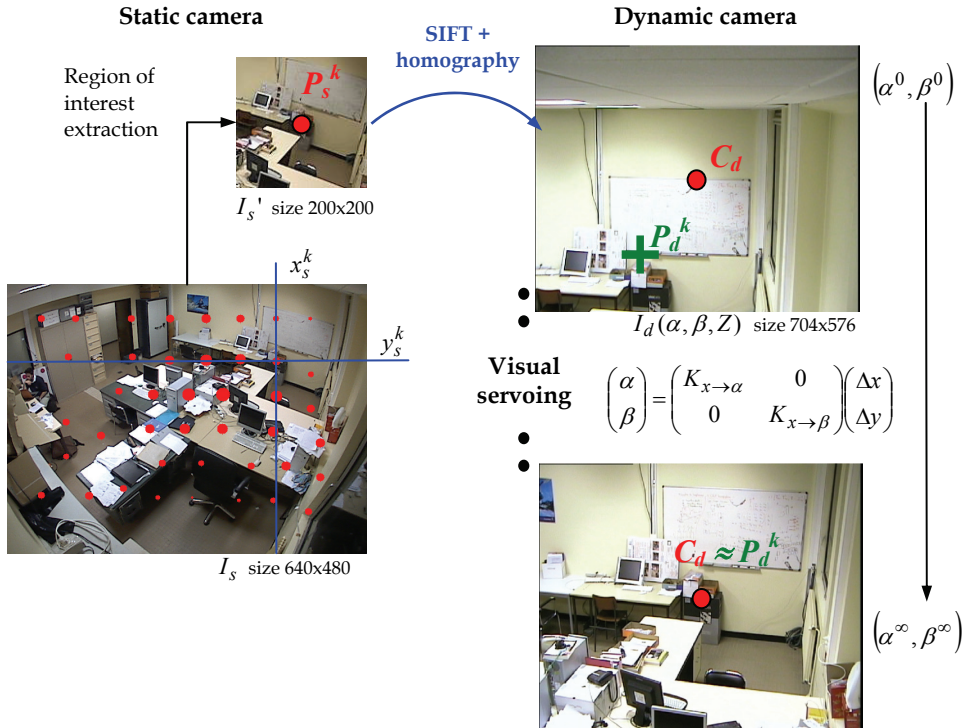 Static camera
Dynamic camera
SIFT +
homography
Region of
interest
extraction
P_s^k
I_s' size 200x200
C_d
P_d^k
(α^0, β^0)
I_d(α, β, Z) size 704x576
x_s^k
y_s^k
I_s size 640x480
Visual
servoing
(α β) = (K_{x→α} 0 0 K_{x→β}) (Δx Δy)
C_d ≈ P_d^k
(α^∞, β^∞)